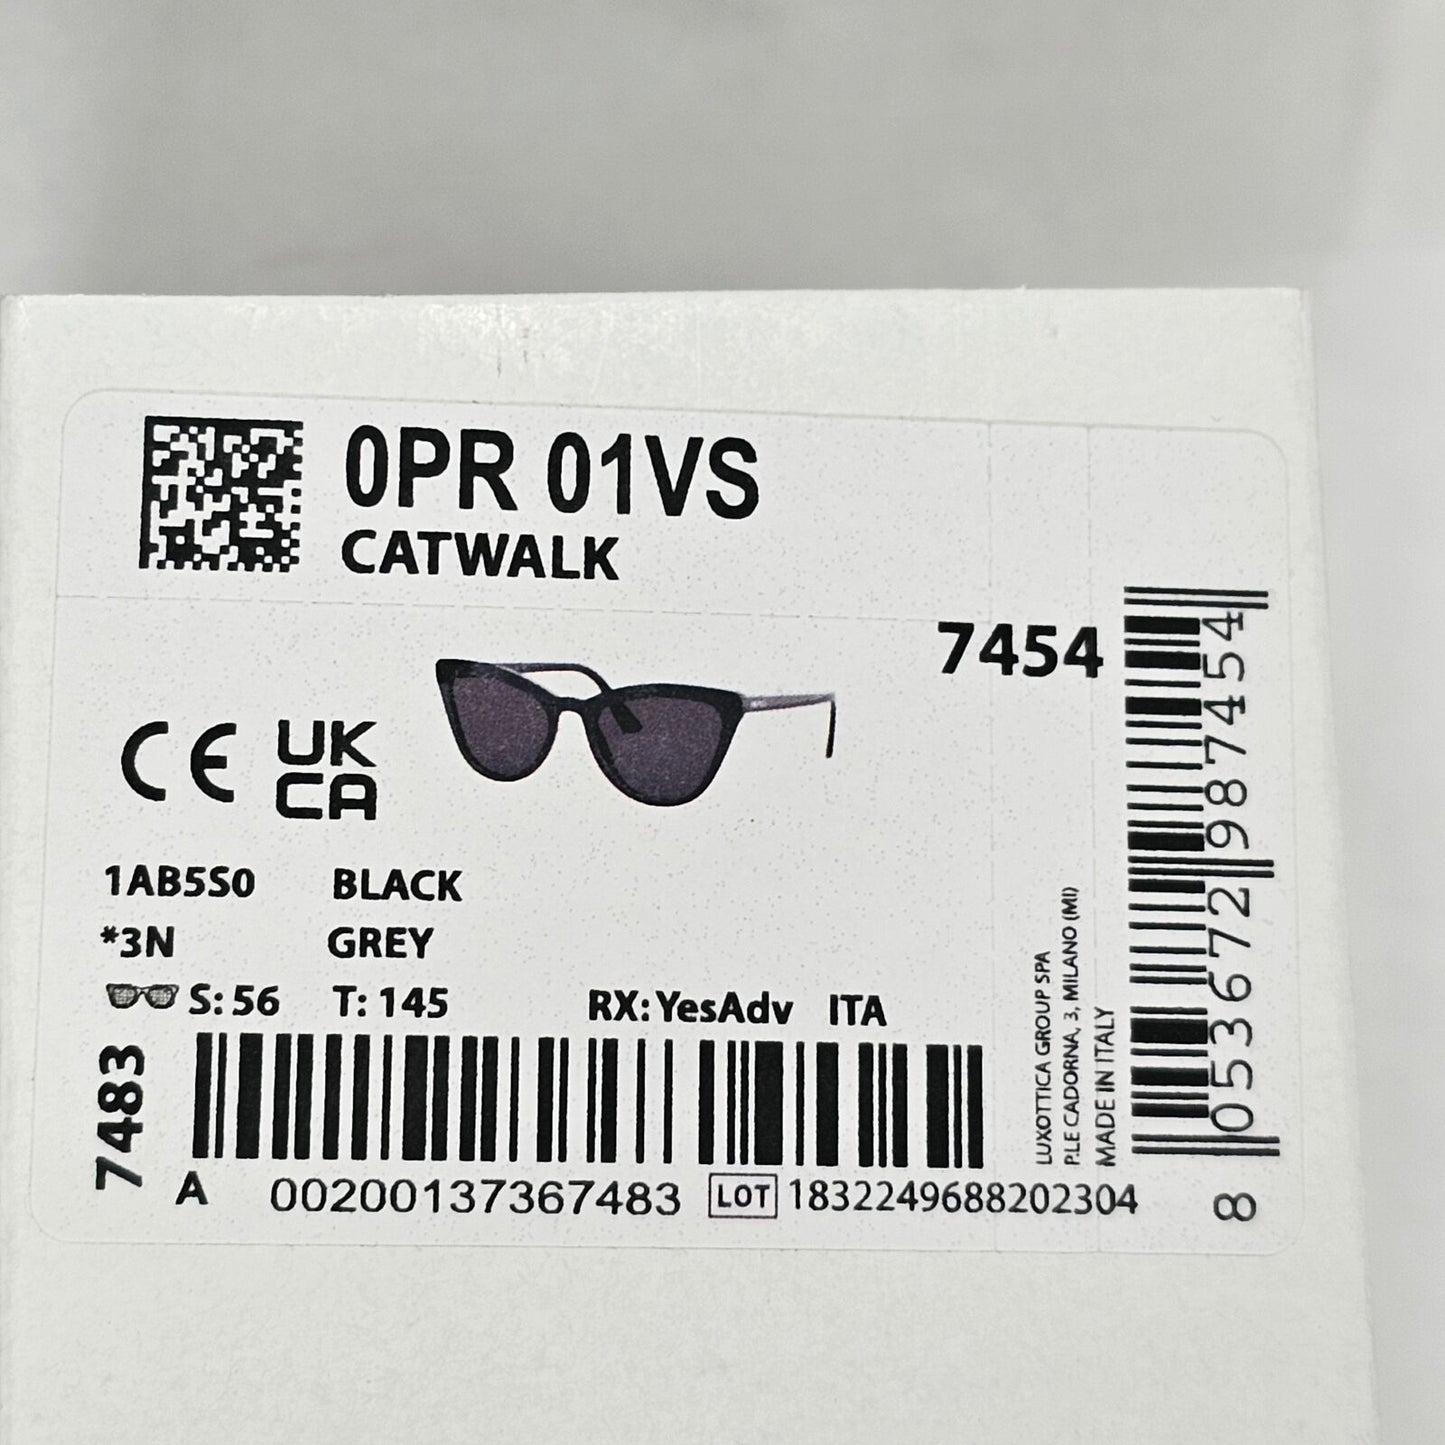 0PR 01VS
CATWALK
7454
CE
UK
CA
1AB5S0 BLACK
*3N GREY
S: 56 T: 145 RX: YesAdv ITA
7483
A 00200137367483 LOT 1832249688202304
LUXOTTICA GROUP SPA
P.LE CADORNA, 3, MILANO (MI)
MADE IN ITALY
8 053672 987454